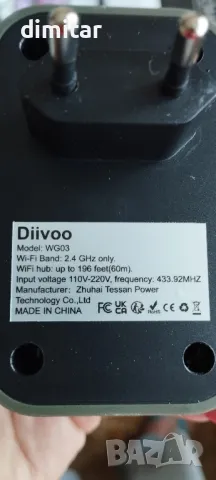 dimitar
Diivoo
Model: WG03
Wi-Fi Band: 2.4 GHz only.
WiFi hub: up to 196 feet(60m).
Input voltage 110V-220V, frequency: 433.92MHZ
Manufacturer: Zhuhai Tessan Power
Technology Co.,Ltd
MADE IN CHINA
BAZAR
bg